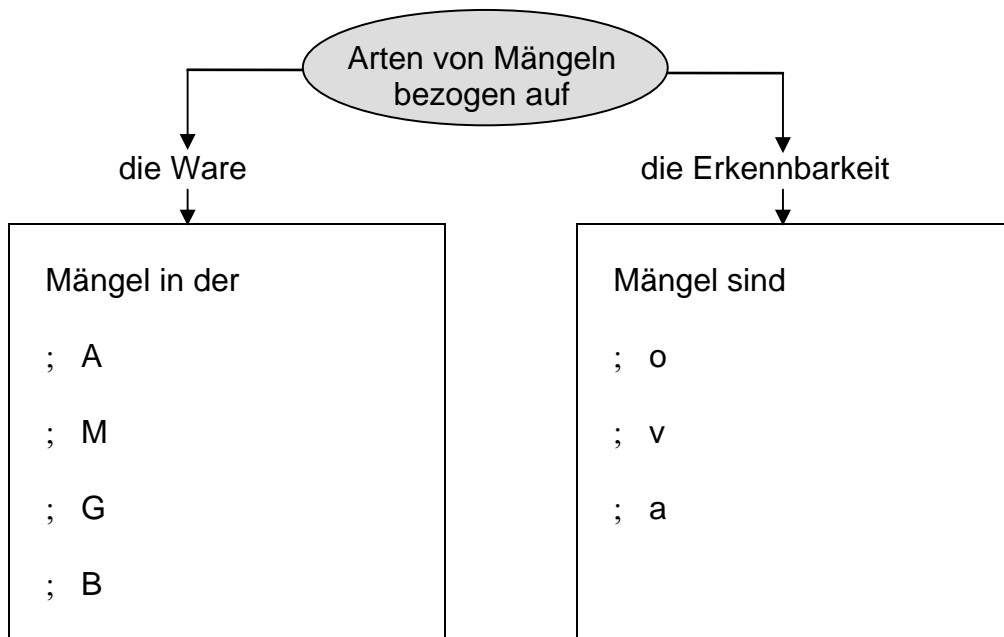 Arten von Mängeln
bezogen auf
die Ware
die Erkennbarkeit
Mängel in der
; A
; M
; G
; B
Mängel sind
; o
; v
; a